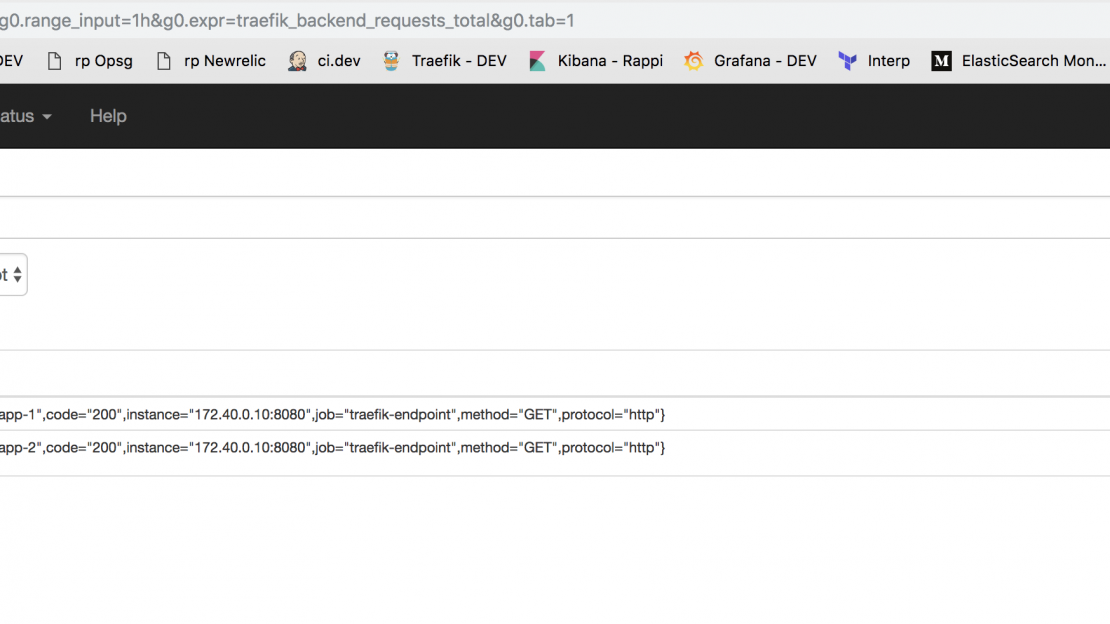 g0.range_input=1h&g0.expr=traefik_backend_requests_total&g0.tab=1
DEV rp Opsg rp Newrelic ci.dev Traefik - DEV Kibana - Rappi Grafana - DEV Interp M ElasticSearch Mon...
atus Help
ot
app-1",code="200",instance="172.40.0.10:8080",job="traefik-endpoint",method="GET",protocol="http"}
app-2",code="200",instance="172.40.0.10:8080",job="traefik-endpoint",method="GET",protocol="http"}